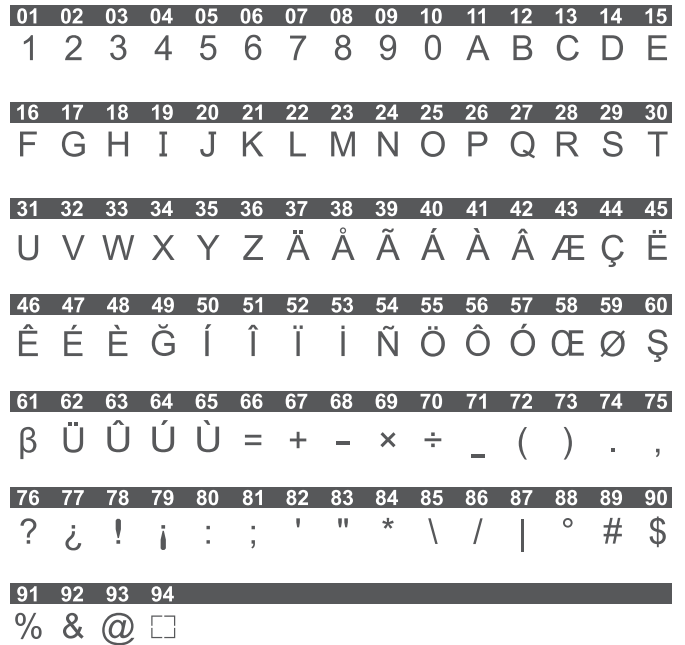 01 02 03 04 05 06 07 08 09 10 11 12 13 14 15
1 2 3 4 5 6 7 8 9 0 A B C D E
16 17 18 19 20 21 22 23 24 25 26 27 28 29 30
F G H I J K L M N O P Q R S T
31 32 33 34 35 36 37 38 39 40 41 42 43 44 45
U V W X Y Z Ä Å Ã Á À Â Æ Ç Ë
46 47 48 49 50 51 52 53 54 55 56 57 58 59 60
Ê É È Ğ Í Î Ï İ Ñ Ö Ô Ó Œ Ø Ş
61 62 63 64 65 66 67 68 69 70 71 72 73 74 75
β Ü Û Ú Ù = + – × ÷ _ ( ) . ,
76 77 78 79 80 81 82 83 84 85 86 87 88 89 90
? ¿ ! ¡ : ; ' " * \ / | ° # $
91 92 93 94
% & @ ⛶